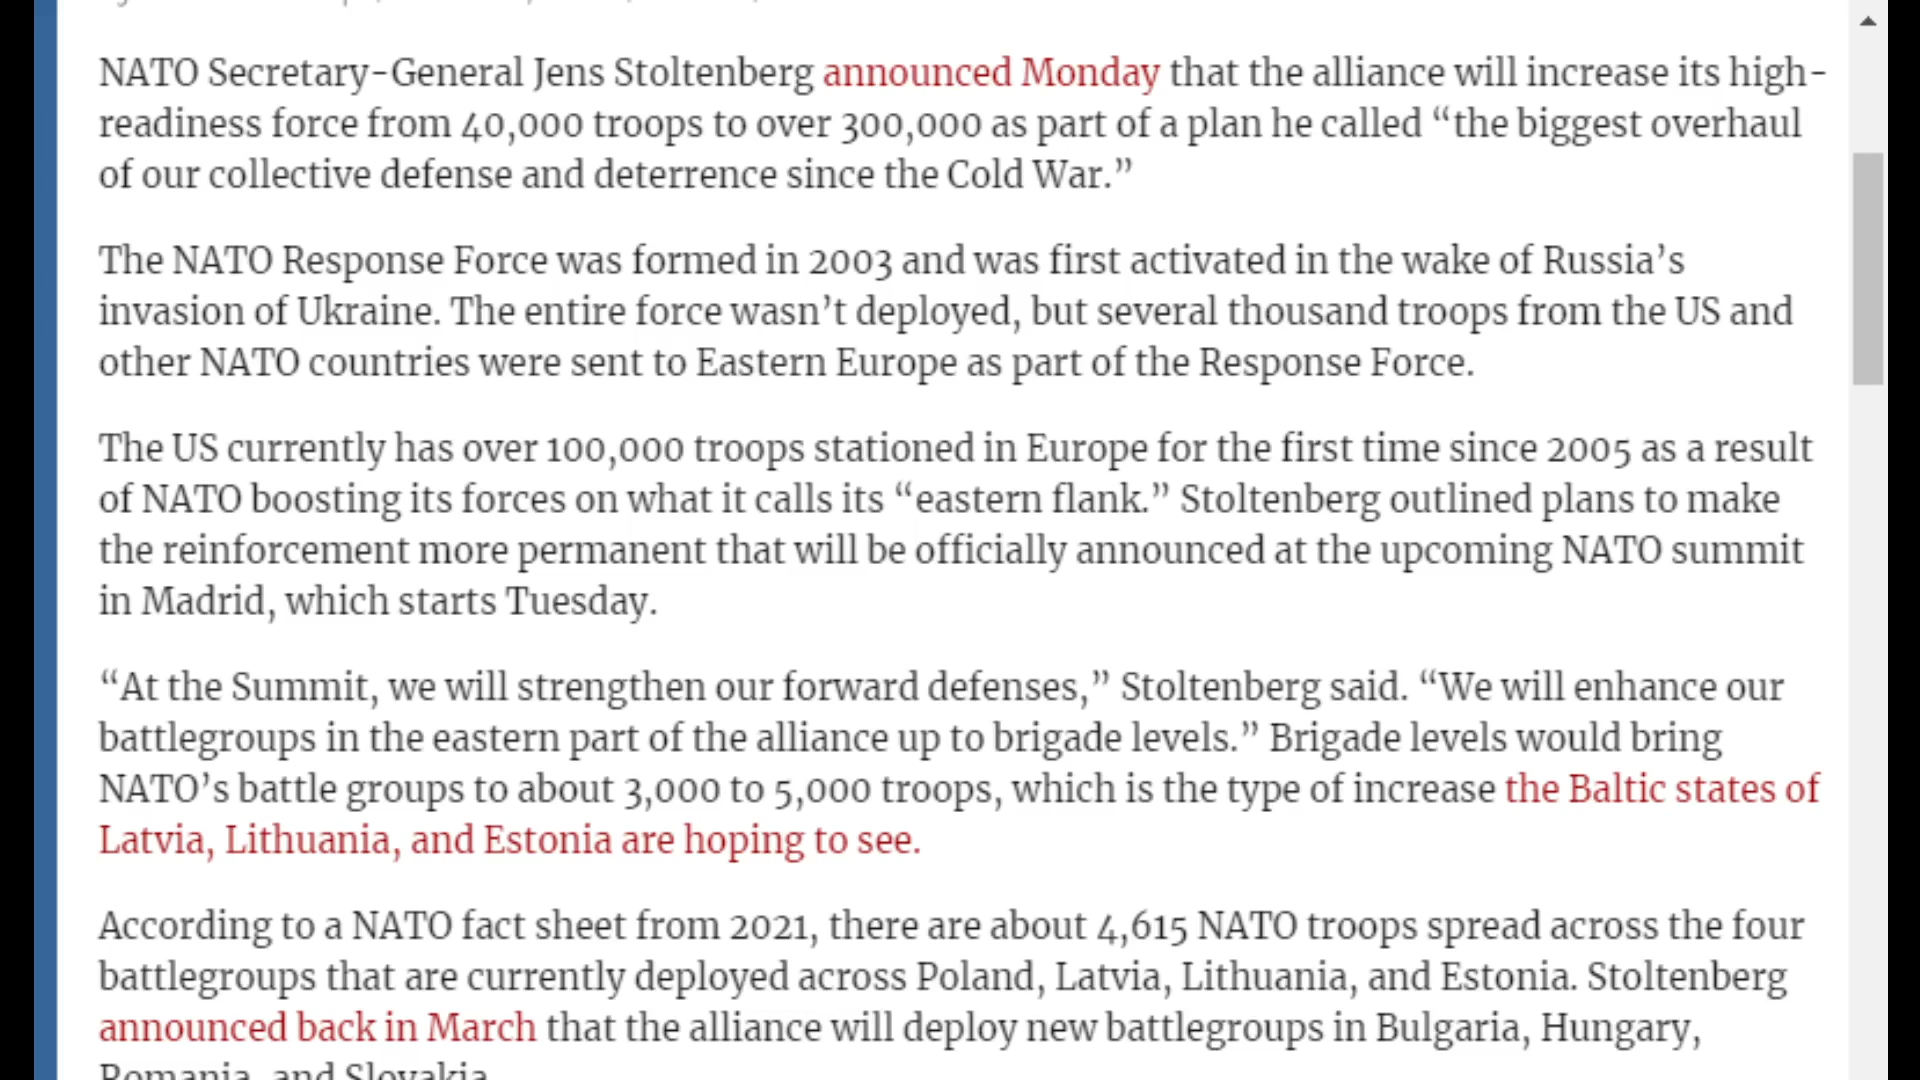 NATO Secretary-General Jens Stoltenberg announced Monday that the alliance will increase its high-
readiness force from 40,000 troops to over 300,000 as part of a plan he called “the biggest overhaul
of our collective defense and deterrence since the Cold War.”
The NATO Response Force was formed in 2003 and was first activated in the wake of Russia’s
invasion of Ukraine. The entire force wasn’t deployed, but several thousand troops from the US and
other NATO countries were sent to Eastern Europe as part of the Response Force.
The US currently has over 100,000 troops stationed in Europe for the first time since 2005 as a result
of NATO boosting its forces on what it calls its “eastern flank.” Stoltenberg outlined plans to make
the reinforcement more permanent that will be officially announced at the upcoming NATO summit
in Madrid, which starts Tuesday.
“At the Summit, we will strengthen our forward defenses,” Stoltenberg said. “We will enhance our
battlegroups in the eastern part of the alliance up to brigade levels.” Brigade levels would bring
NATO’s battle groups to about 3,000 to 5,000 troops, which is the type of increase the Baltic states of
Latvia, Lithuania, and Estonia are hoping to see.
According to a NATO fact sheet from 2021, there are about 4,615 NATO troops spread across the four
battlegroups that are currently deployed across Poland, Latvia, Lithuania, and Estonia. Stoltenberg
announced back in March that the alliance will deploy new battlegroups in Bulgaria, Hungary,
Romania, and Slovakia.